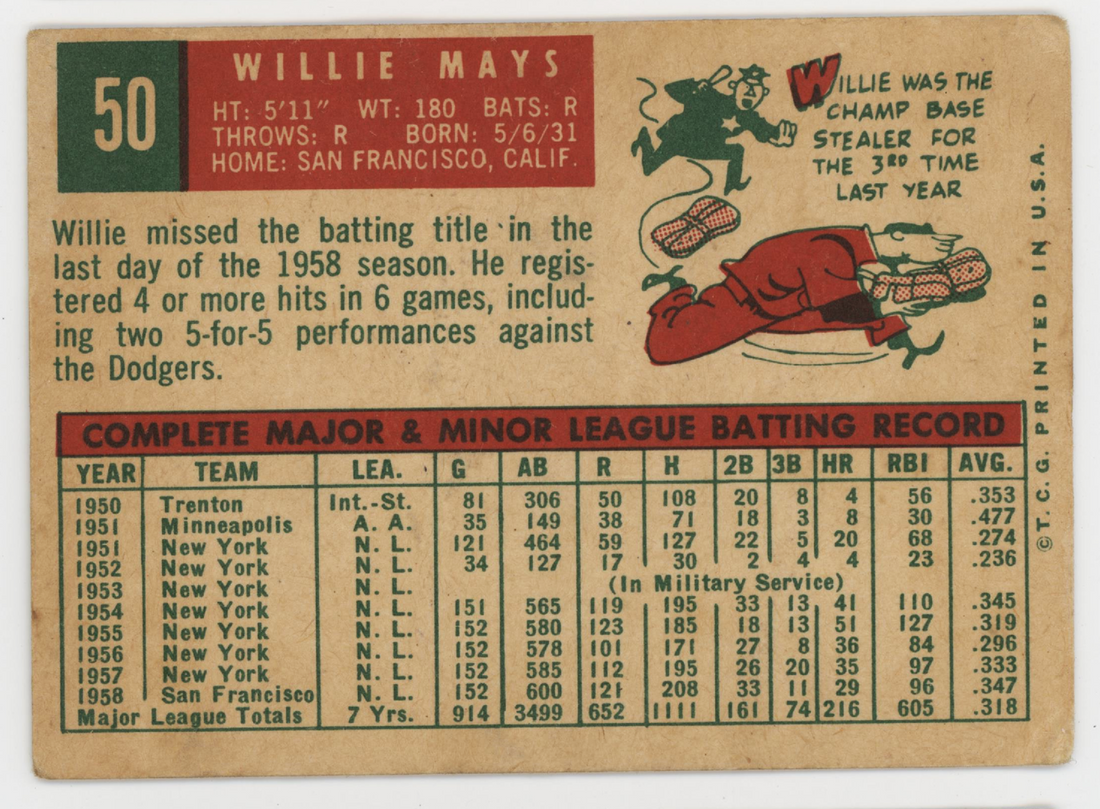 50
WILLIE MAYS
HT: 5'11" WT: 180 BATS: R
THROWS: R BORN: 5/6/31
HOME: SAN FRANCISCO, CALIF.
WILLIE WAS THE
CHAMP BASE
STEALER FOR
THE 3RD TIME
LAST YEAR
Willie missed the batting title in the
last day of the 1958 season. He regis-
tered 4 or more hits in 6 games, includ-
ing two 5-for-5 performances against
the Dodgers.
COMPLETE MAJOR & MINOR LEAGUE BATTING RECORD
YEAR TEAM LEA. G AB R H 2B 3B HR RBI AVG.
1950 Trenton Int.-St. 81 306 50 108 20 8 4 56 .353
1951 Minneapolis A. A. 35 149 38 71 18 3 8 30 .477
1951 New York N. L. 121 464 59 127 22 5 20 68 .274
1952 New York N. L. 34 127 17 30 2 4 4 23 .236
1953 New York N. L. (In Military Service)
1954 New York N. L. 151 565 119 195 33 13 41 110 .345
1955 New York N. L. 152 580 123 185 18 13 51 127 .319
1956 New York N. L. 152 578 101 171 27 8 36 84 .296
1957 New York N. L. 152 585 112 195 26 20 35 97 .333
1958 San Francisco N. L. 152 600 121 208 33 11 29 96 .347
Major League Totals 7 Yrs. 914 3499 652 1111 161 74 216 605 .318
©T. C. G. PRINTED IN U.S.A.